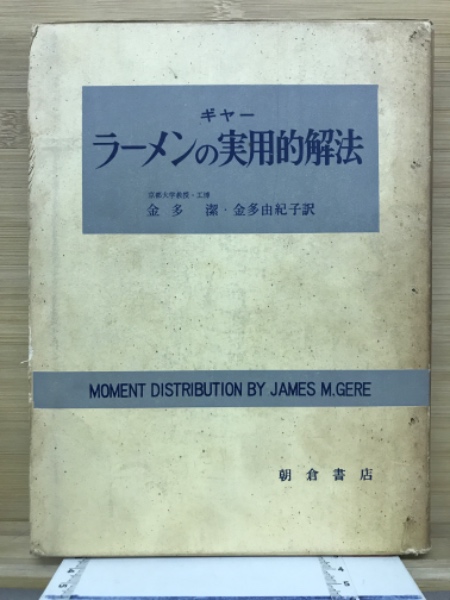 ギヤー
ラーメンの実用的解法
京都大学教授・工博
金多 潔・金多由紀子訳
MOMENT DISTRIBUTION BY JAMES M.GERE
朝倉書店